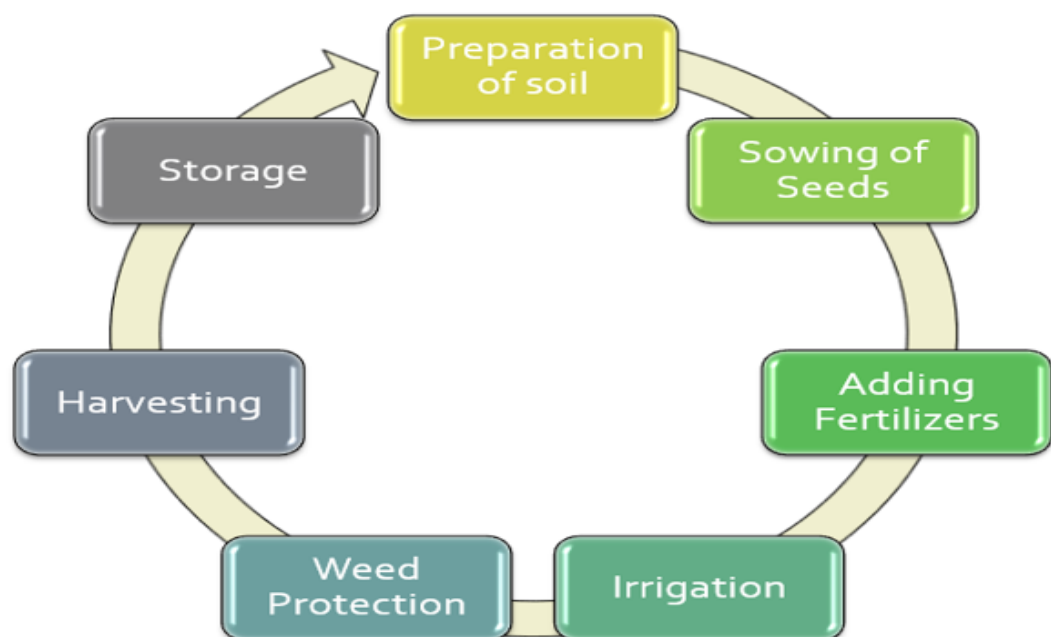 Preparation
of soil
Sowing of
Seeds
Adding
Fertilizers
Irrigation
Weed
Protection
Harvesting
Storage